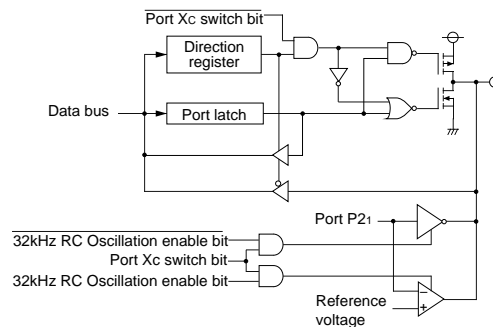 Port XC switch bit
Direction
register
Data bus
Port latch
Port P21
32kHz RC Oscillation enable bit
Port XC switch bit
32kHz RC Oscillation enable bit
Reference
voltage
−
+